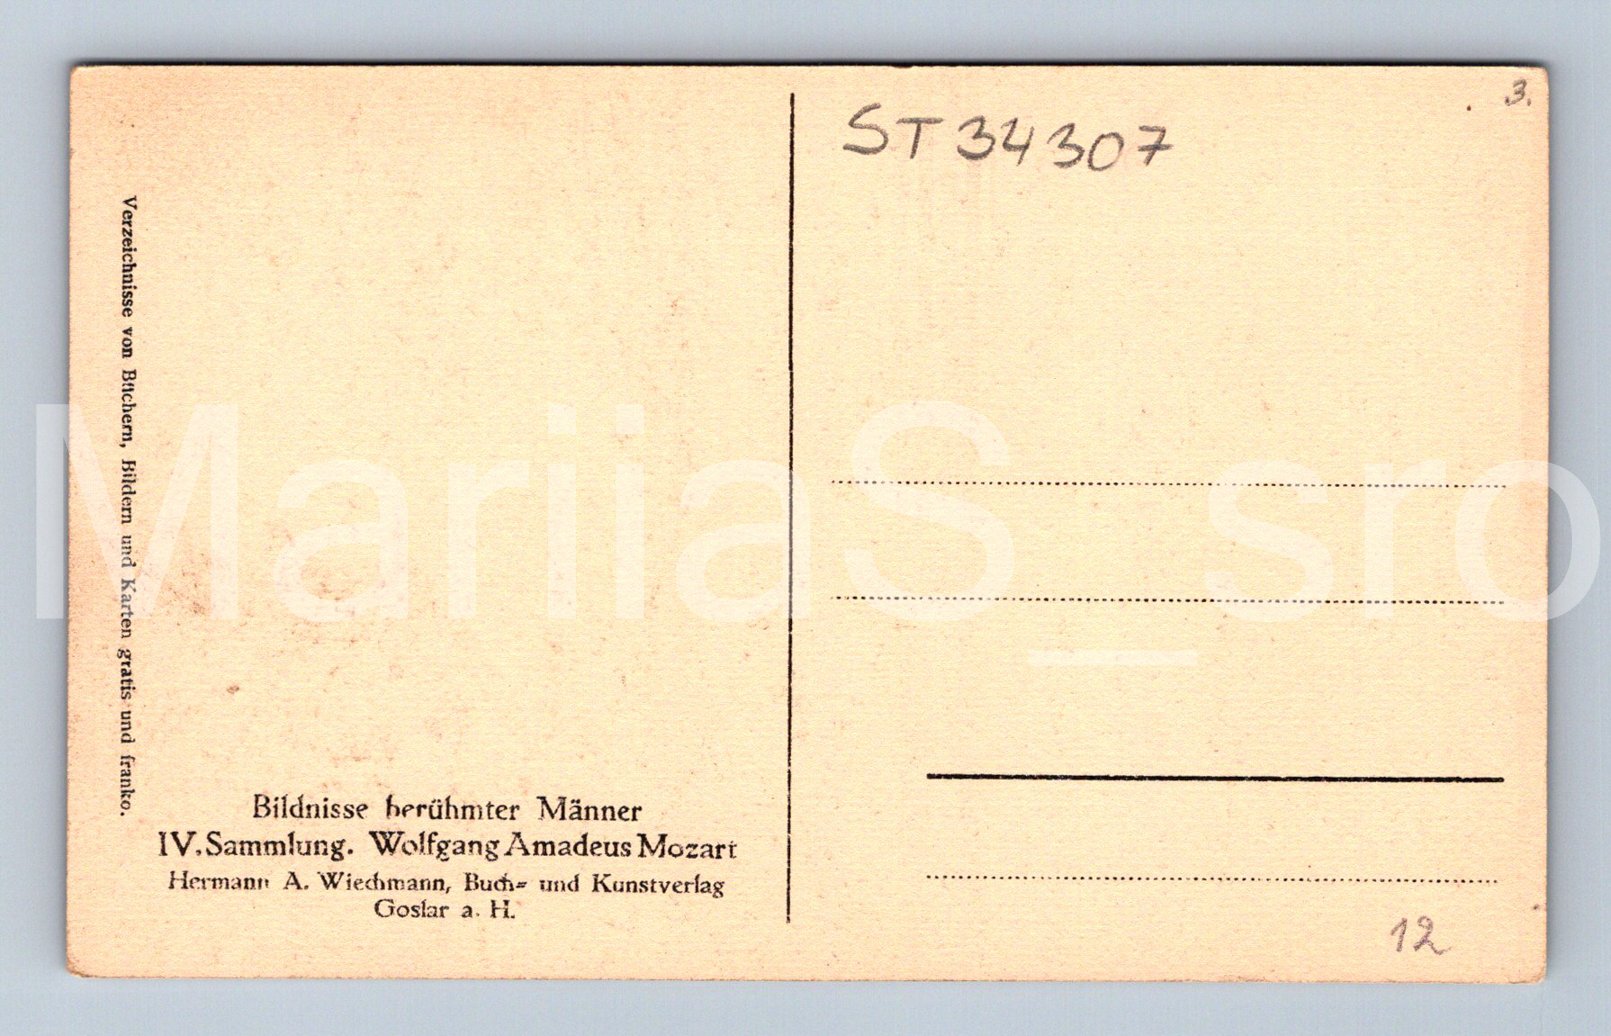 Verzeichnisse von Büchern, Bildern und Karten gratis und franko.
Bildnisse berühmter Männer
IV. Sammlung. Wolfgang Amadeus Mozart
Hermann A. Wiechmann, Buch= und Kunstverlag
Goslar a. H.
ST 34307
3.
12
MariiaS_sro